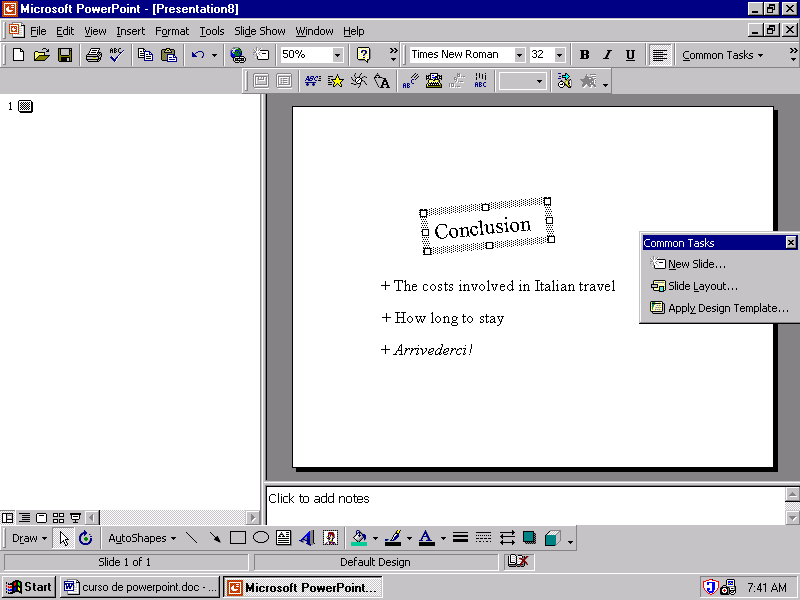 Microsoft PowerPoint - [Presentation8]
File Edit View Insert Format Tools Slide Show Window Help
50% Times New Roman 32 B I U Common Tasks
1
Conclusion
+ The costs involved in Italian travel
+ How long to stay
+ Arrivederci!
Common Tasks
New Slide...
Slide Layout...
Apply Design Template...
Click to add notes
Draw AutoShapes
Slide 1 of 1 Default Design
Start curso de powerpoint.doc - ... Microsoft PowerPoint... 7:41 AM